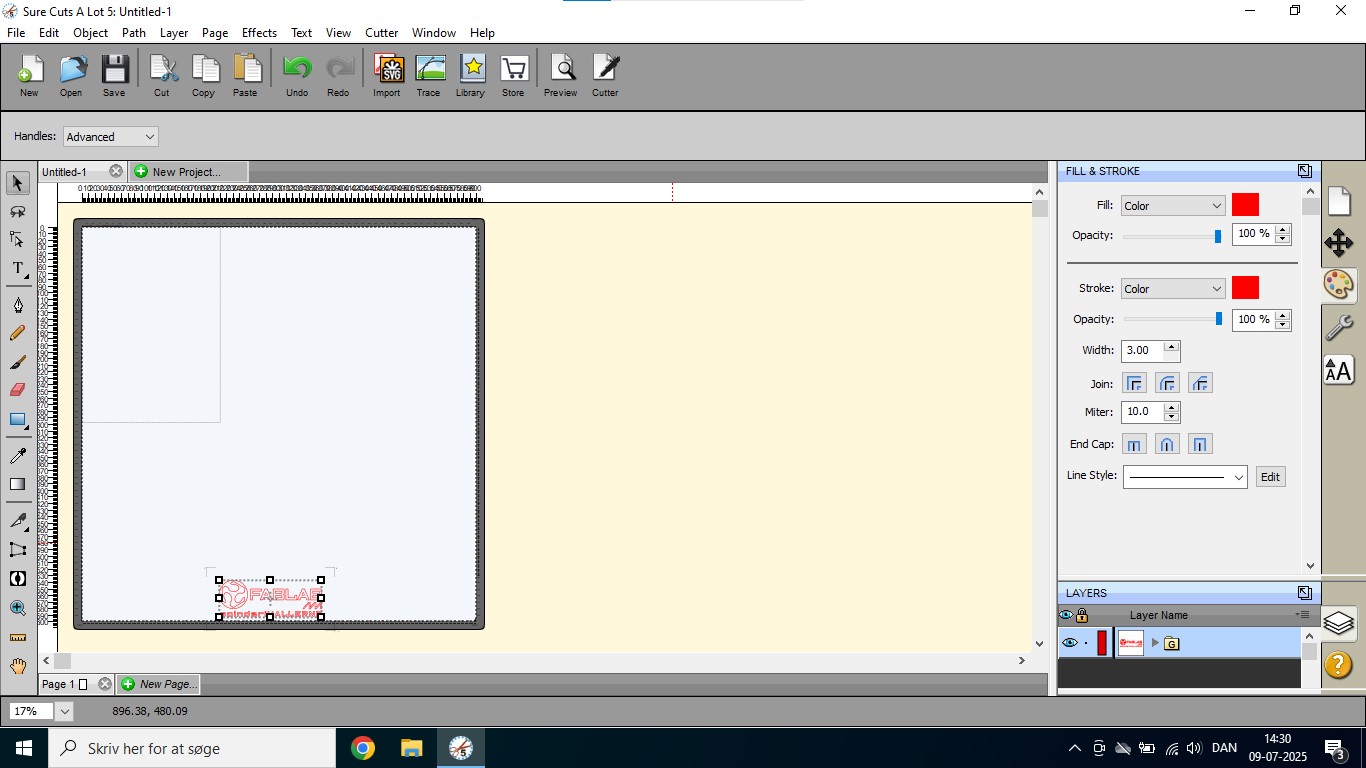 Sure Cuts A Lot 5: Untitled-1
File Edit Object Path Layer Page Effects Text View Cutter Window Help
New Open Save Cut Copy Paste Undo Redo Import Trace Library Store Preview Cutter
SVG
Handles: Advanced
Untitled-1 New Project...
FILL & STROKE
Fill: Color
Opacity: 100 %
Stroke: Color
Opacity: 100 %
Width: 3.00
Join:
Miter: 10.0
End Cap:
Line Style: Edit
FABLAB
LAYERS
Layer Name
G
Page 1 New Page...
17% 896.38, 480.09
Skriv her for at søge
DAN
14:30
09-07-2025
3